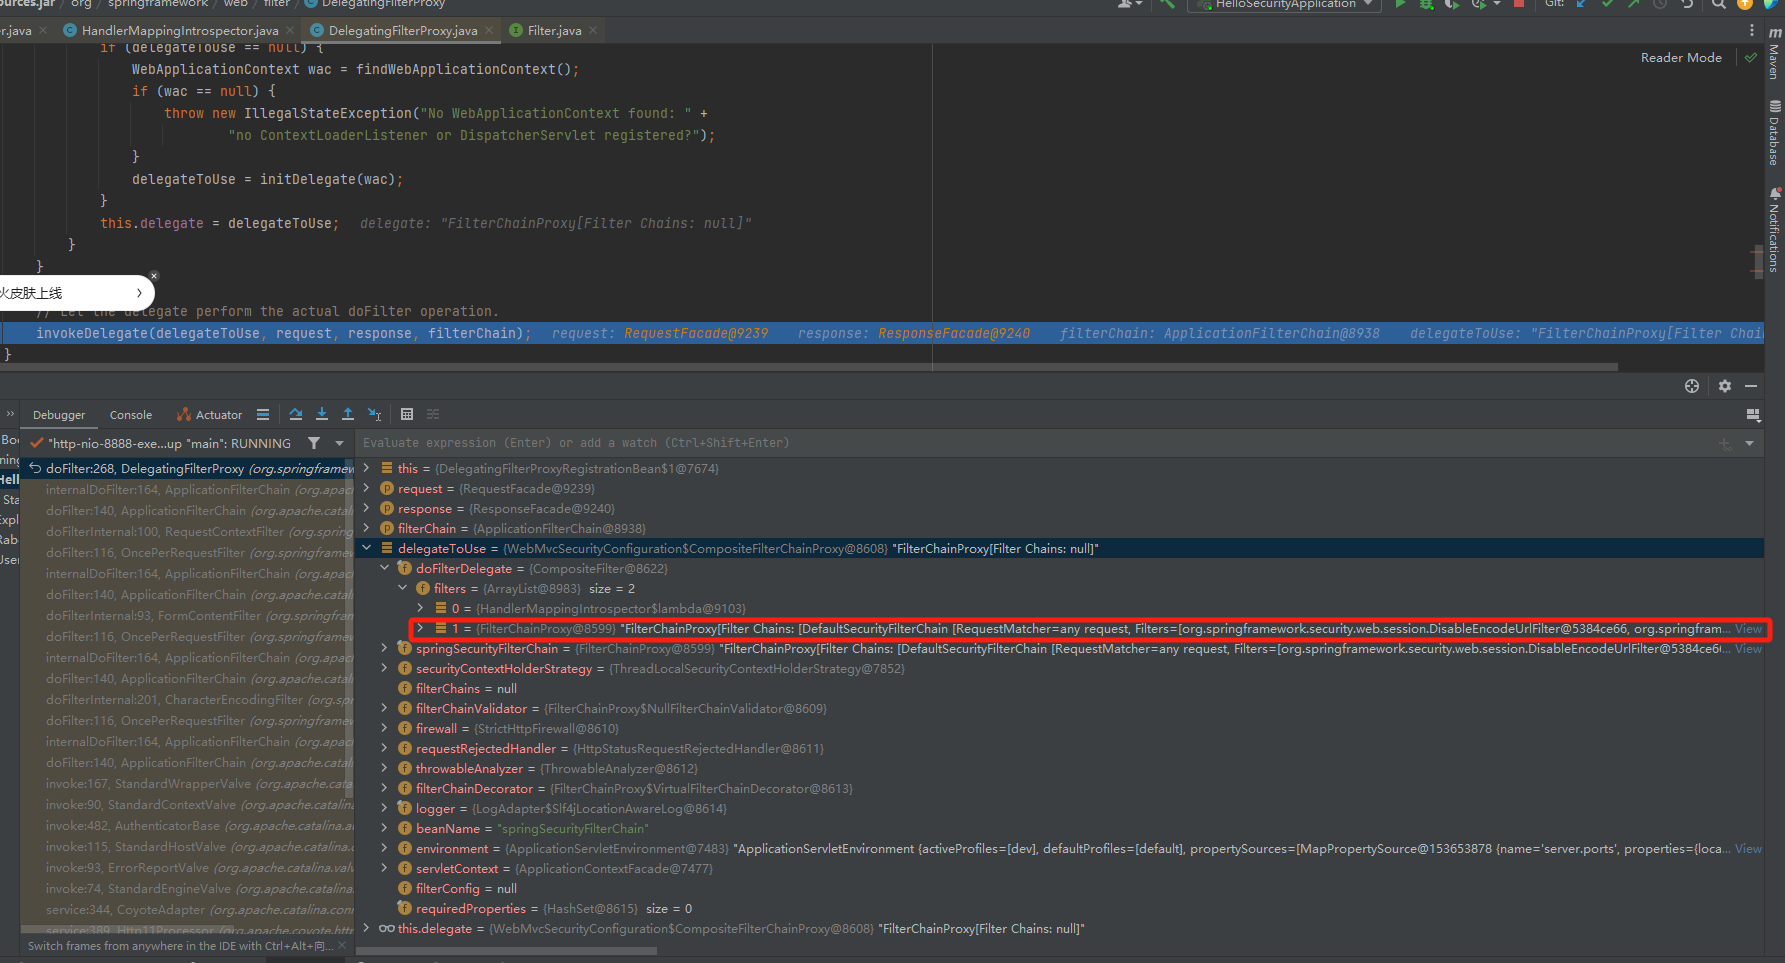 ources.jar / org / springframework / web / filter / DelegatingFilterProxy
HelloSecurityApplication
Git:
er.java
HandlerMappingIntrospector.java
DelegatingFilterProxy.java
Filter.java
Reader Mode
Maven
Database
Notifications
if (delegateToUse == null) {
WebApplicationContext wac = findWebApplicationContext();
if (wac == null) {
throw new IllegalStateException("No WebApplicationContext found: " +
"no ContextLoaderListener or DispatcherServlet registered?");
}
delegateToUse = initDelegate(wac);
}
this.delegate = delegateToUse; delegate: "FilterChainProxy[Filter Chains: null]"
}
}
火皮肤上线
// Let the delegate perform the actual doFilter operation.
invokeDelegate(delegateToUse, request, response, filterChain); request: RequestFacade@9239 response: ResponseFacade@9240 filterChain: ApplicationFilterChain@8938 delegateToUse: "FilterChainProxy[Filter Chai
}
Debugger Console Actuator
"http-nio-8888-exe...up "main": RUNNING
Evaluate expression (Enter) or add a watch (Ctrl+Shift+Enter)
Boo
ning
Hell
Sta
Expl
Rab
User
doFilter:268, DelegatingFilterProxy (org.springframew
internalDoFilter:164, ApplicationFilterChain (org.apac
doFilter:140, ApplicationFilterChain (org.apache.catalin
doFilterInternal:100, RequestContextFilter (org.spring
doFilter:116, OncePerRequestFilter (org.springframew
internalDoFilter:164, ApplicationFilterChain (org.apac
doFilter:140, ApplicationFilterChain (org.apache.catalin
doFilterInternal:93, FormContentFilter (org.springfram
doFilter:116, OncePerRequestFilter (org.springframew
internalDoFilter:164, ApplicationFilterChain (org.apac
doFilter:140, ApplicationFilterChain (org.apache.catalin
doFilterInternal:201, CharacterEncodingFilter (org.sp
doFilter:116, OncePerRequestFilter (org.springframew
internalDoFilter:164, ApplicationFilterChain (org.apac
doFilter:140, ApplicationFilterChain (org.apache.catalin
invoke:167, StandardWrapperValve (org.apache.cata
invoke:90, StandardContextValve (org.apache.catalina
invoke:482, AuthenticatorBase (org.apache.catalina.a
invoke:115, StandardHostValve (org.apache.catalina.
invoke:93, ErrorReportValve (org.apache.catalina.val
invoke:74, StandardEngineValve (org.apache.catalina
service:344, CoyoteAdapter (org.apache.catalina.conn
service:389, Http11Processor (org.apache.coyote.htt
Switch frames from anywhere in the IDE with Ctrl+Alt+向...
this = {DelegatingFilterProxyRegistrationBean$1@7674}
request = {RequestFacade@9239}
response = {ResponseFacade@9240}
filterChain = {ApplicationFilterChain@8938}
delegateToUse = {WebMvcSecurityConfiguration$CompositeFilterChainProxy@8608} "FilterChainProxy[Filter Chains: null]"
doFilterDelegate = {CompositeFilter@8622}
filters = {ArrayList@8983} size = 2
0 = {HandlerMappingIntrospector$lambda@9103}
1 = {FilterChainProxy@8599} "FilterChainProxy[Filter Chains: [DefaultSecurityFilterChain [RequestMatcher=any request, Filters=[org.springframework.security.web.session.DisableEncodeUrlFilter@5384ce66, org.springfram... View
springSecurityFilterChain = {FilterChainProxy@8599} "FilterChainProxy[Filter Chains: [DefaultSecurityFilterChain [RequestMatcher=any request, Filters=[org.springframework.security.web.session.DisableEncodeUrlFilter@5384ce66... View
securityContextHolderStrategy = {ThreadLocalSecurityContextHolderStrategy@7852}
filterChains = null
filterChainValidator = {FilterChainProxy$NullFilterChainValidator@8609}
firewall = {StrictHttpFirewall@8610}
requestRejectedHandler = {HttpStatusRequestRejectedHandler@8611}
throwableAnalyzer = {ThrowableAnalyzer@8612}
filterChainDecorator = {FilterChainProxy$VirtualFilterChainDecorator@8613}
logger = {LogAdapter$Slf4jLocationAwareLog@8614}
beanName = "springSecurityFilterChain"
environment = {ApplicationServletEnvironment@7483} "ApplicationServletEnvironment {activeProfiles=[dev], defaultProfiles=[default], propertySources=[MapPropertySource@153653878 {name='server.ports', properties={loca... View
servletContext = {ApplicationContextFacade@7477}
filterConfig = null
requiredProperties = {HashSet@8615} size = 0
this.delegate = {WebMvcSecurityConfiguration$CompositeFilterChainProxy@8608} "FilterChainProxy[Filter Chains: null]"